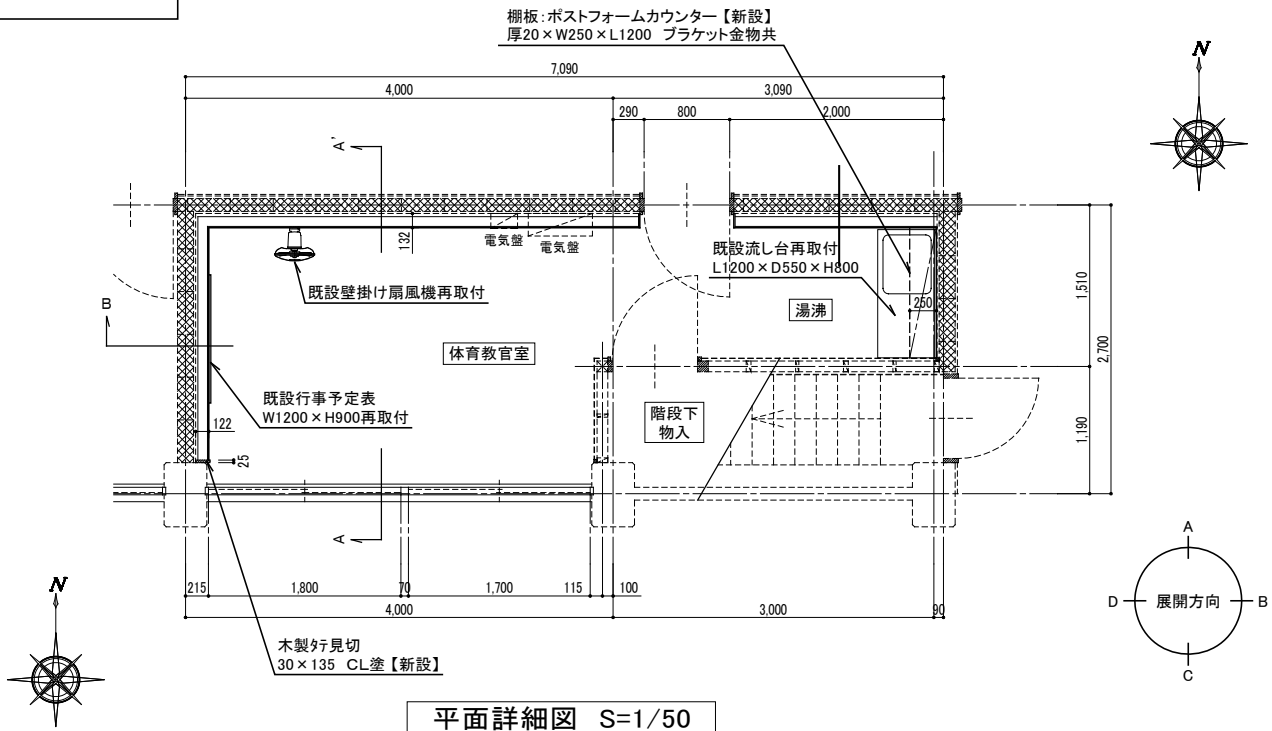 棚板:ポストフォームカウンター【新設】
厚20×W250×L1200 ブラケット金物共
N
7,090
4,000
3,090
290
800
2,000
A'
電気盤
電気盤
132
既設流し台再取付
L1200×D550×H800
既設壁掛け扇風機再取付
250
湯沸
1,510
B
体育教官室
2,700
既設行事予定表
W1200×H900再取付
階段下
物入
122
25
1,190
A
215
1,800
70
1,700
115
100
4,000
3,000
90
N
A
D
展開方向
B
C
木製タテ見切
30×135 CL塗【新設】
平面詳細図 S=1/50